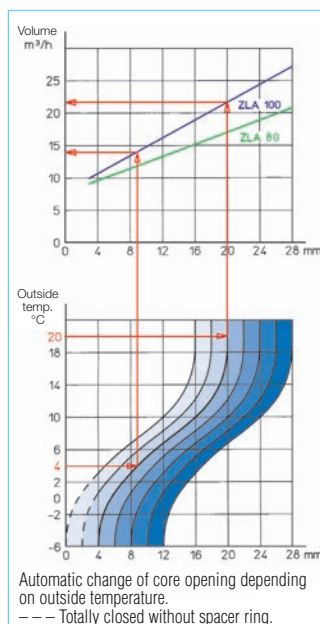 Volume
m³/h
25
20
15
10
5
0
ZLA 100
ZLA 80
0 4 8 12 16 20 24 28 mm
Outside
temp.
°C
20
18
14
10
6
4
2
0
-2
-6
0 4 8 12 16 20 24 28 mm
Automatic change of core opening depending
on outside temperature.
– – – Totally closed without spacer ring.